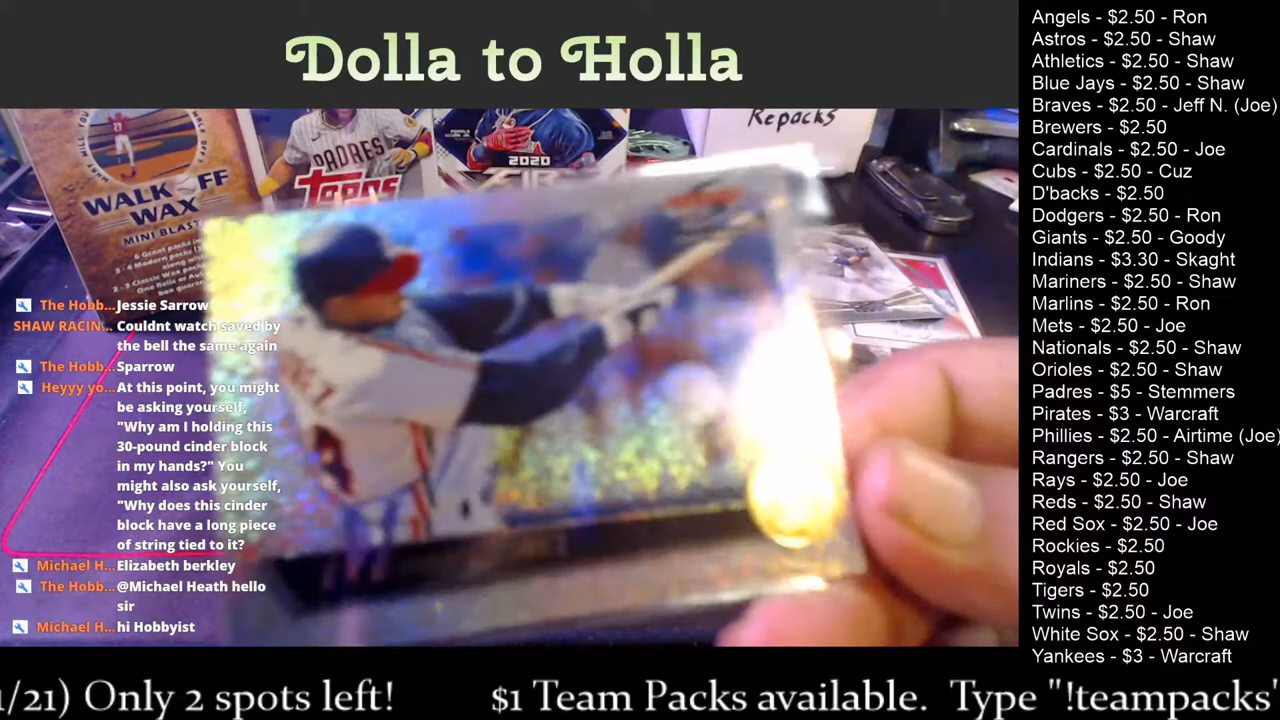 Dolla to Holla
WALK OFF
WAX
MINI BLAST
PADRES
Topps
2020
Repacks
The Hobb... Jessie Sarrow
SHAW RACIN... Couldnt watch saved by
the bell the same again
The Hobb... Sparrow
Heyyy yo... At this point, you might
be asking yourself,
"Why am I holding this
30-pound cinder block
in my hands?" You
might also ask yourself,
"Why does this cinder
block have a long piece
of string tied to it?
Michael H... Elizabeth berkley
The Hobb... @Michael Heath hello
sir
Michael H... hi Hobbyist
Angels - $2.50 - Ron
Astros - $2.50 - Shaw
Athletics - $2.50 - Shaw
Blue Jays - $2.50 - Shaw
Braves - $2.50 - Jeff N. (Joe)
Brewers - $2.50
Cardinals - $2.50 - Joe
Cubs - $2.50 - Cuz
D'backs - $2.50
Dodgers - $2.50 - Ron
Giants - $2.50 - Goody
Indians - $3.30 - Skaght
Mariners - $2.50 - Shaw
Marlins - $2.50 - Ron
Mets - $2.50 - Joe
Nationals - $2.50 - Shaw
Orioles - $2.50 - Shaw
Padres - $5 - Stemmers
Pirates - $3 - Warcraft
Phillies - $2.50 - Airtime (Joe)
Rangers - $2.50 - Shaw
Rays - $2.50 - Joe
Reds - $2.50 - Shaw
Red Sox - $2.50 - Joe
Rockies - $2.50
Royals - $2.50
Tigers - $2.50
Twins - $2.50 - Joe
White Sox - $2.50 - Shaw
Yankees - $3 - Warcraft
/21) Only 2 spots left! $1 Team Packs available. Type "!teampacks"